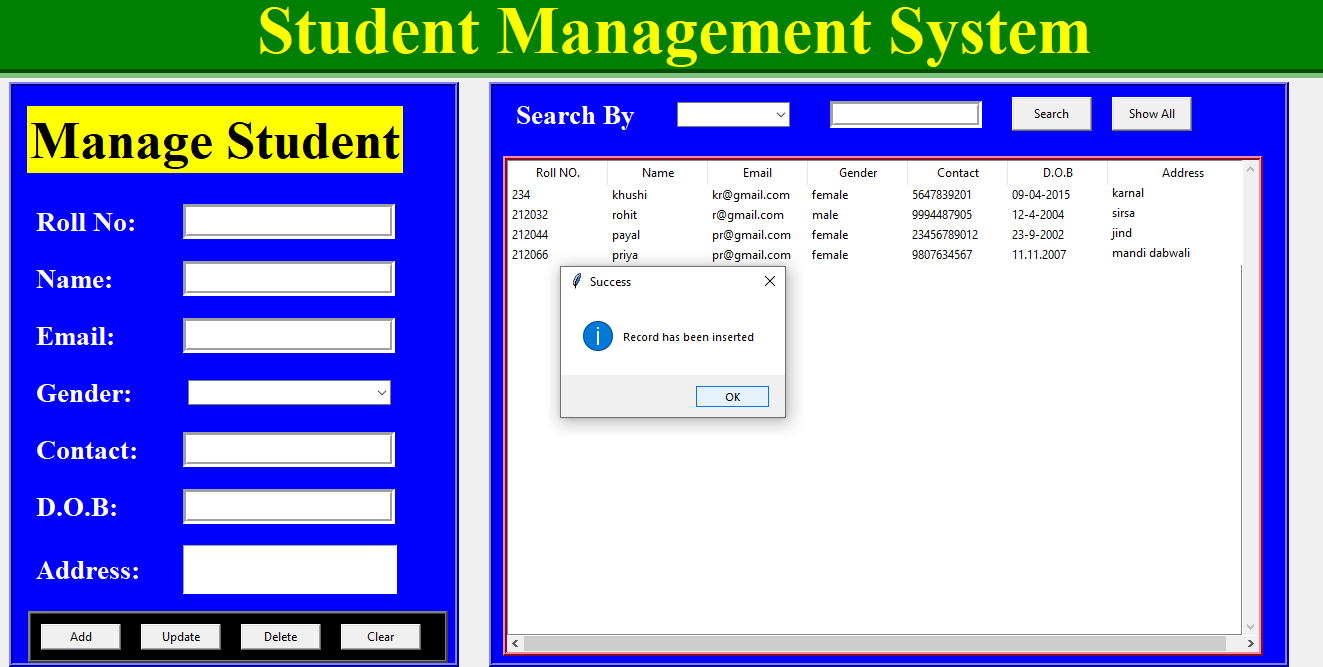 Student Management System
Manage Student
Roll No:
Name:
Email:
Gender:
Contact:
D.O.B:
Address:
Add Update Delete Clear
Search By Search Show All
Roll NO. Name Email Gender Contact D.O.B Address
234 khushi kr@gmail.com female 5647839201 09-04-2015 karnal
212032 rohit r@gmail.com male 9994487905 12-4-2004 sirsa
212044 payal pr@gmail.com female 23456789012 23-9-2002 jind
212066 priya pr@gmail.com female 9807634567 11.11.2007 mandi dabwali
Success
Record has been inserted
OK